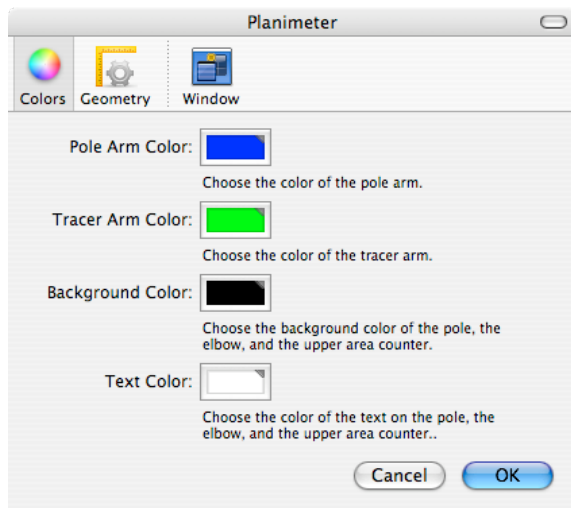 Planimeter
Colors Geometry Window
Pole Arm Color:
Choose the color of the pole arm.
Tracer Arm Color:
Choose the color of the tracer arm.
Background Color:
Choose the background color of the pole, the
elbow, and the upper area counter.
Text Color:
Choose the color of the text on the pole, the
elbow, and the upper area counter..
Cancel OK